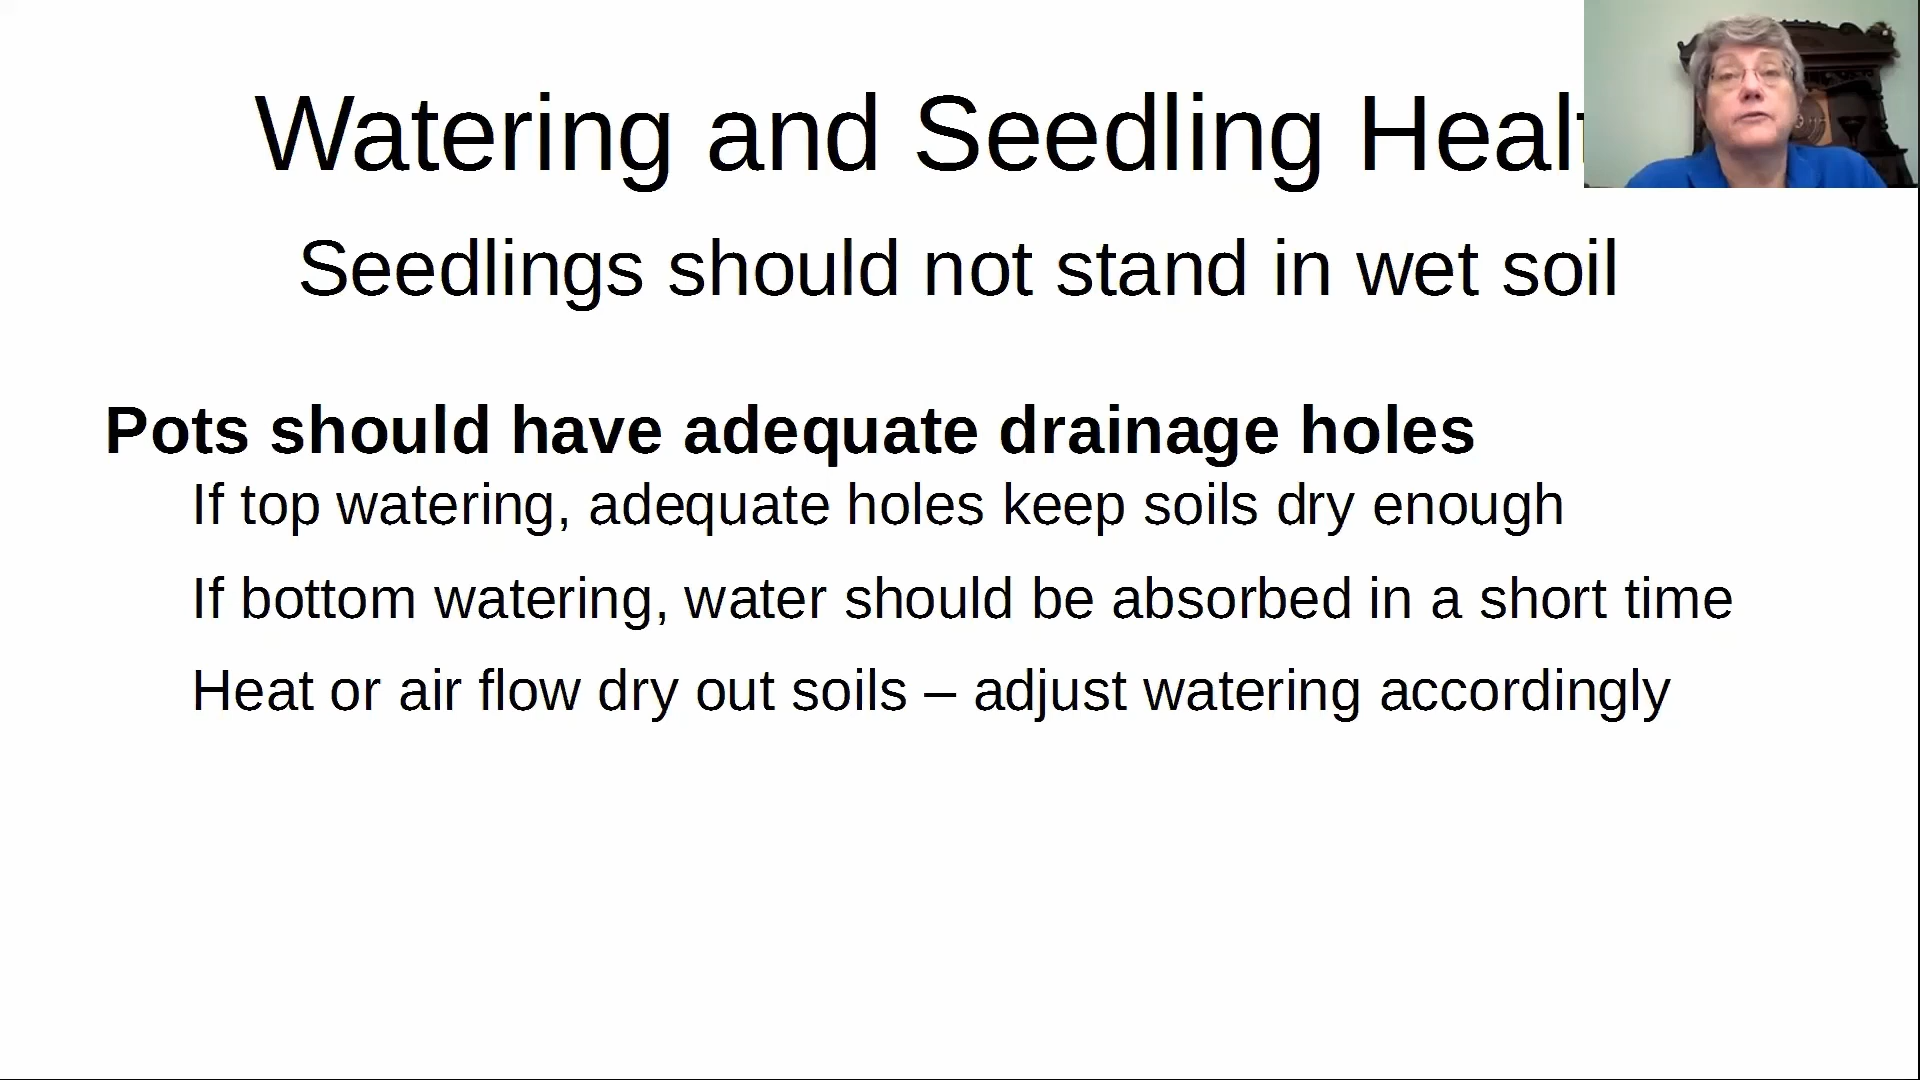 Watering and Seedling Healt
Seedlings should not stand in wet soil
Pots should have adequate drainage holes
If top watering, adequate holes keep soils dry enough
If bottom watering, water should be absorbed in a short time
Heat or air flow dry out soils – adjust watering accordingly